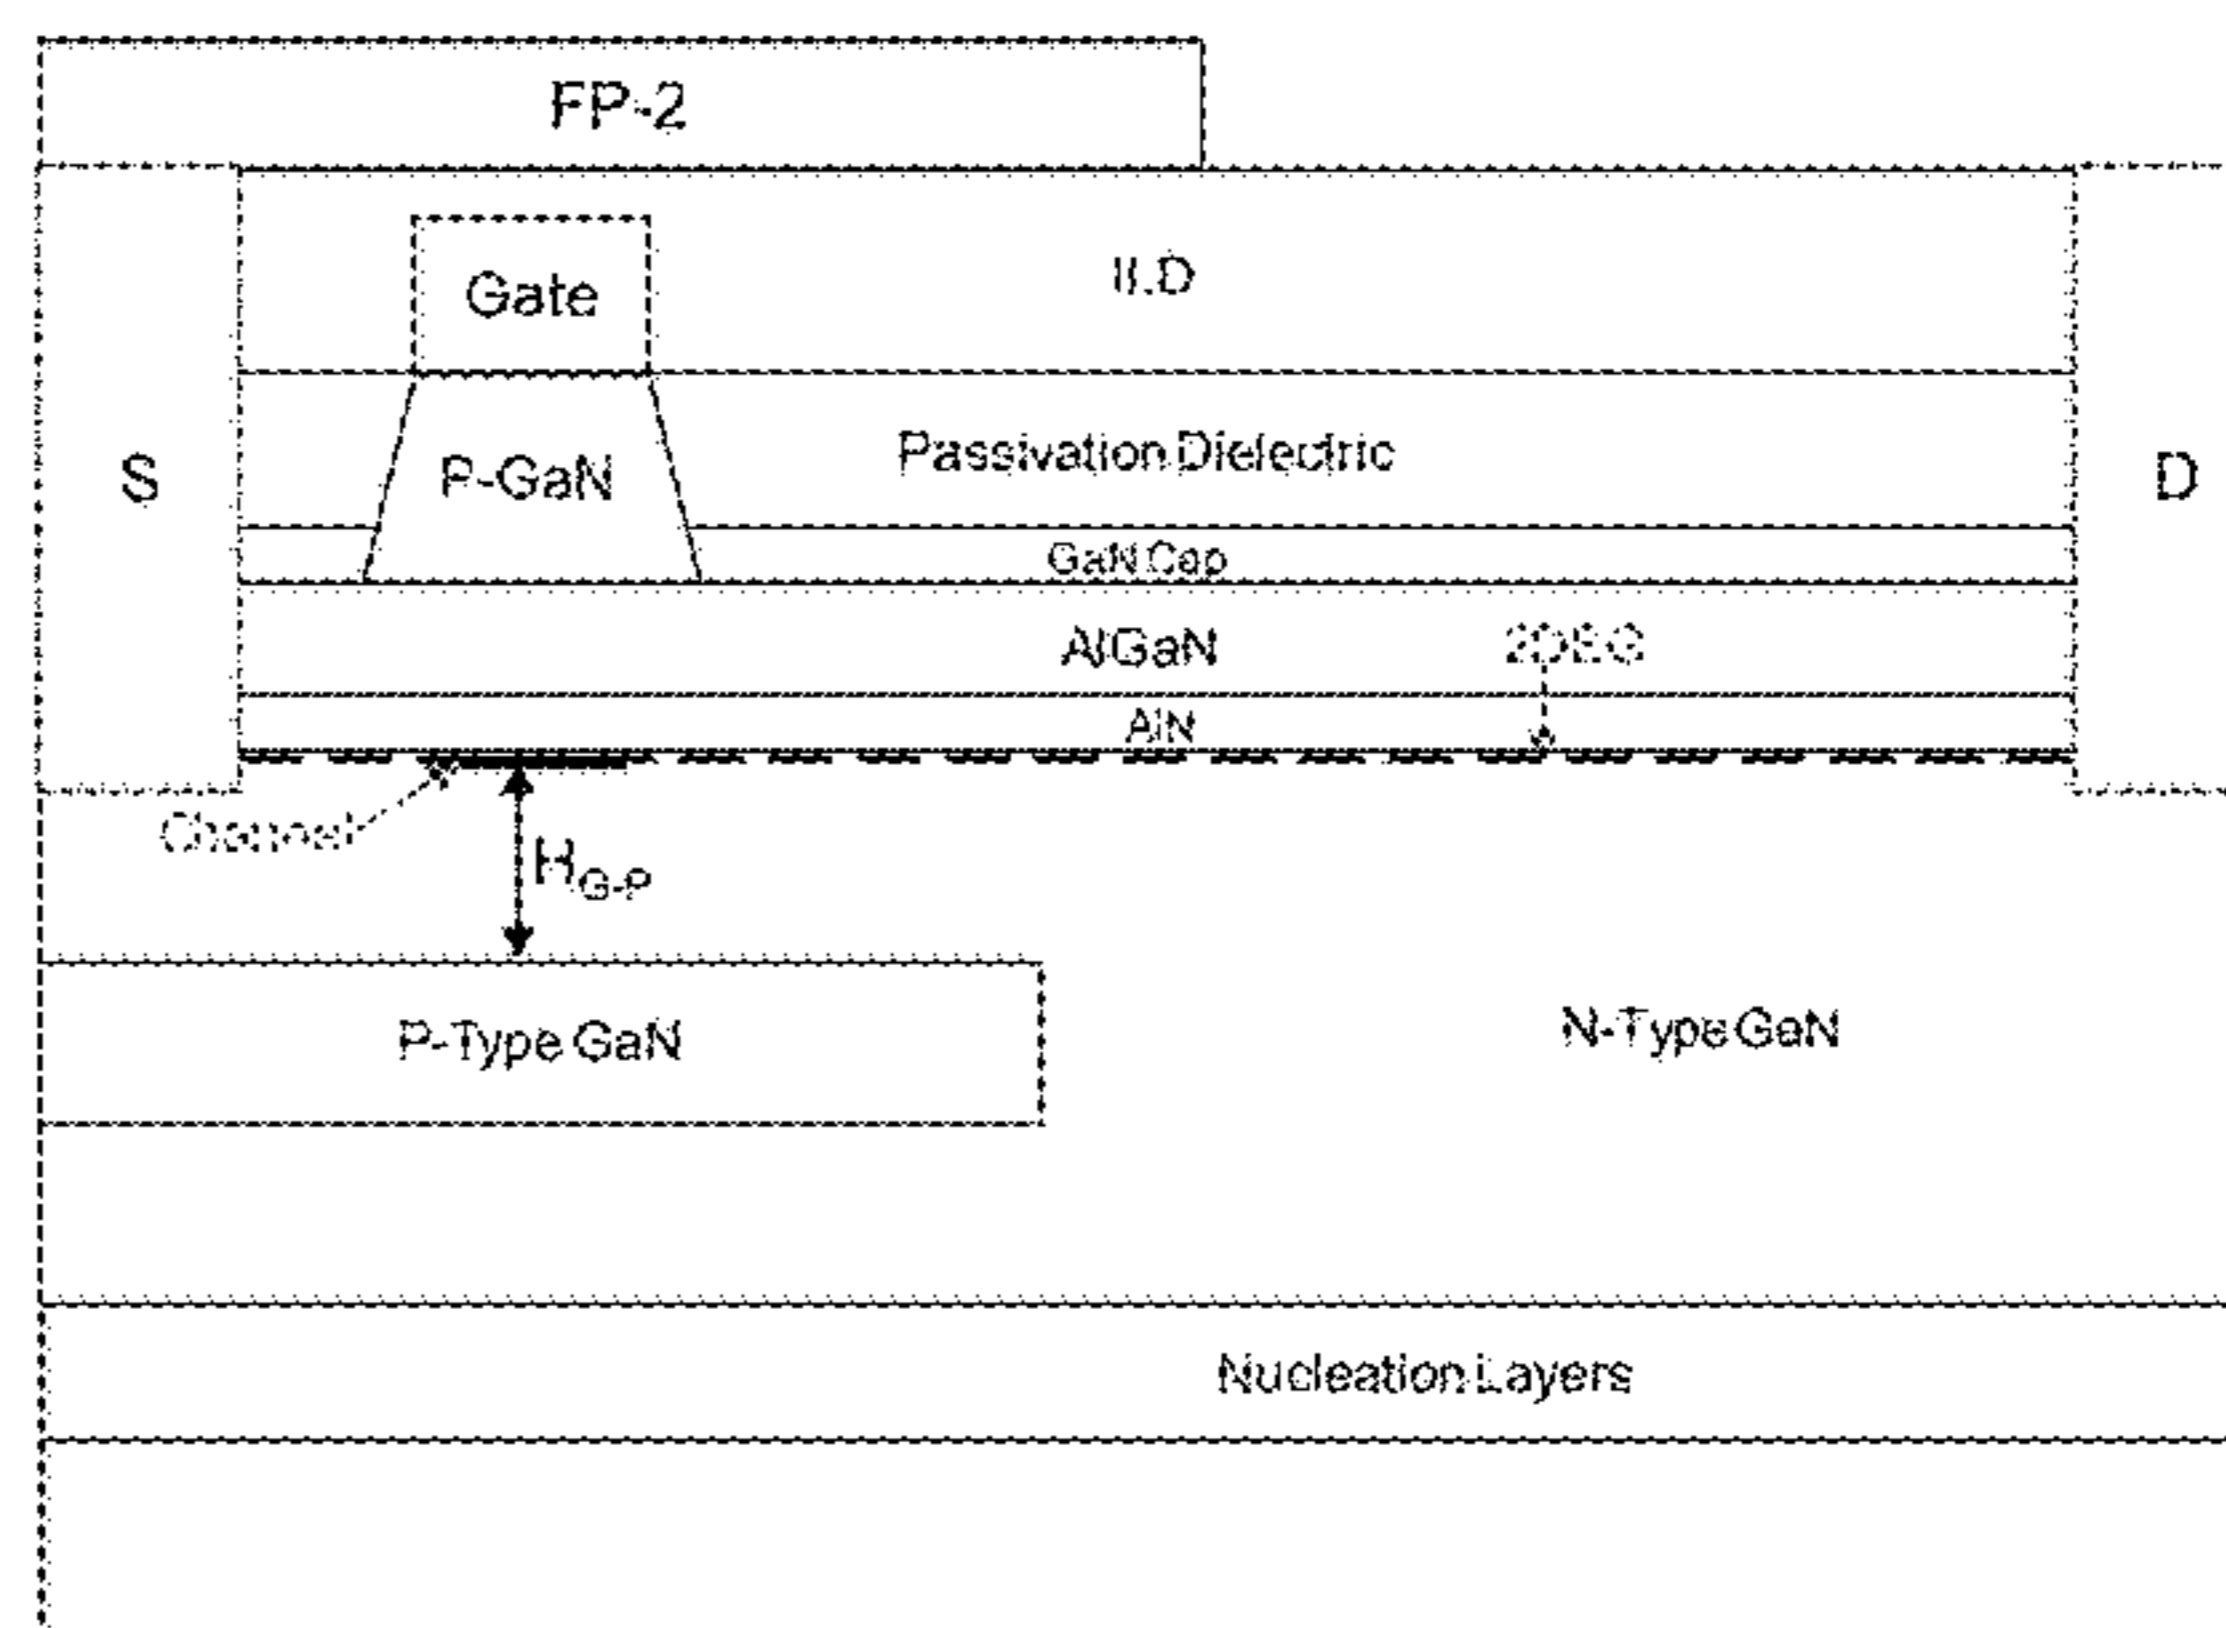 FP-2
Gate
ILD
S
P-GaN
Passivation Dielectric
D
GaN Cap
AlGaN
2DEG
AlN
Channel
H_G-P
P-Type GaN
N-Type GaN
Nucleation Layers